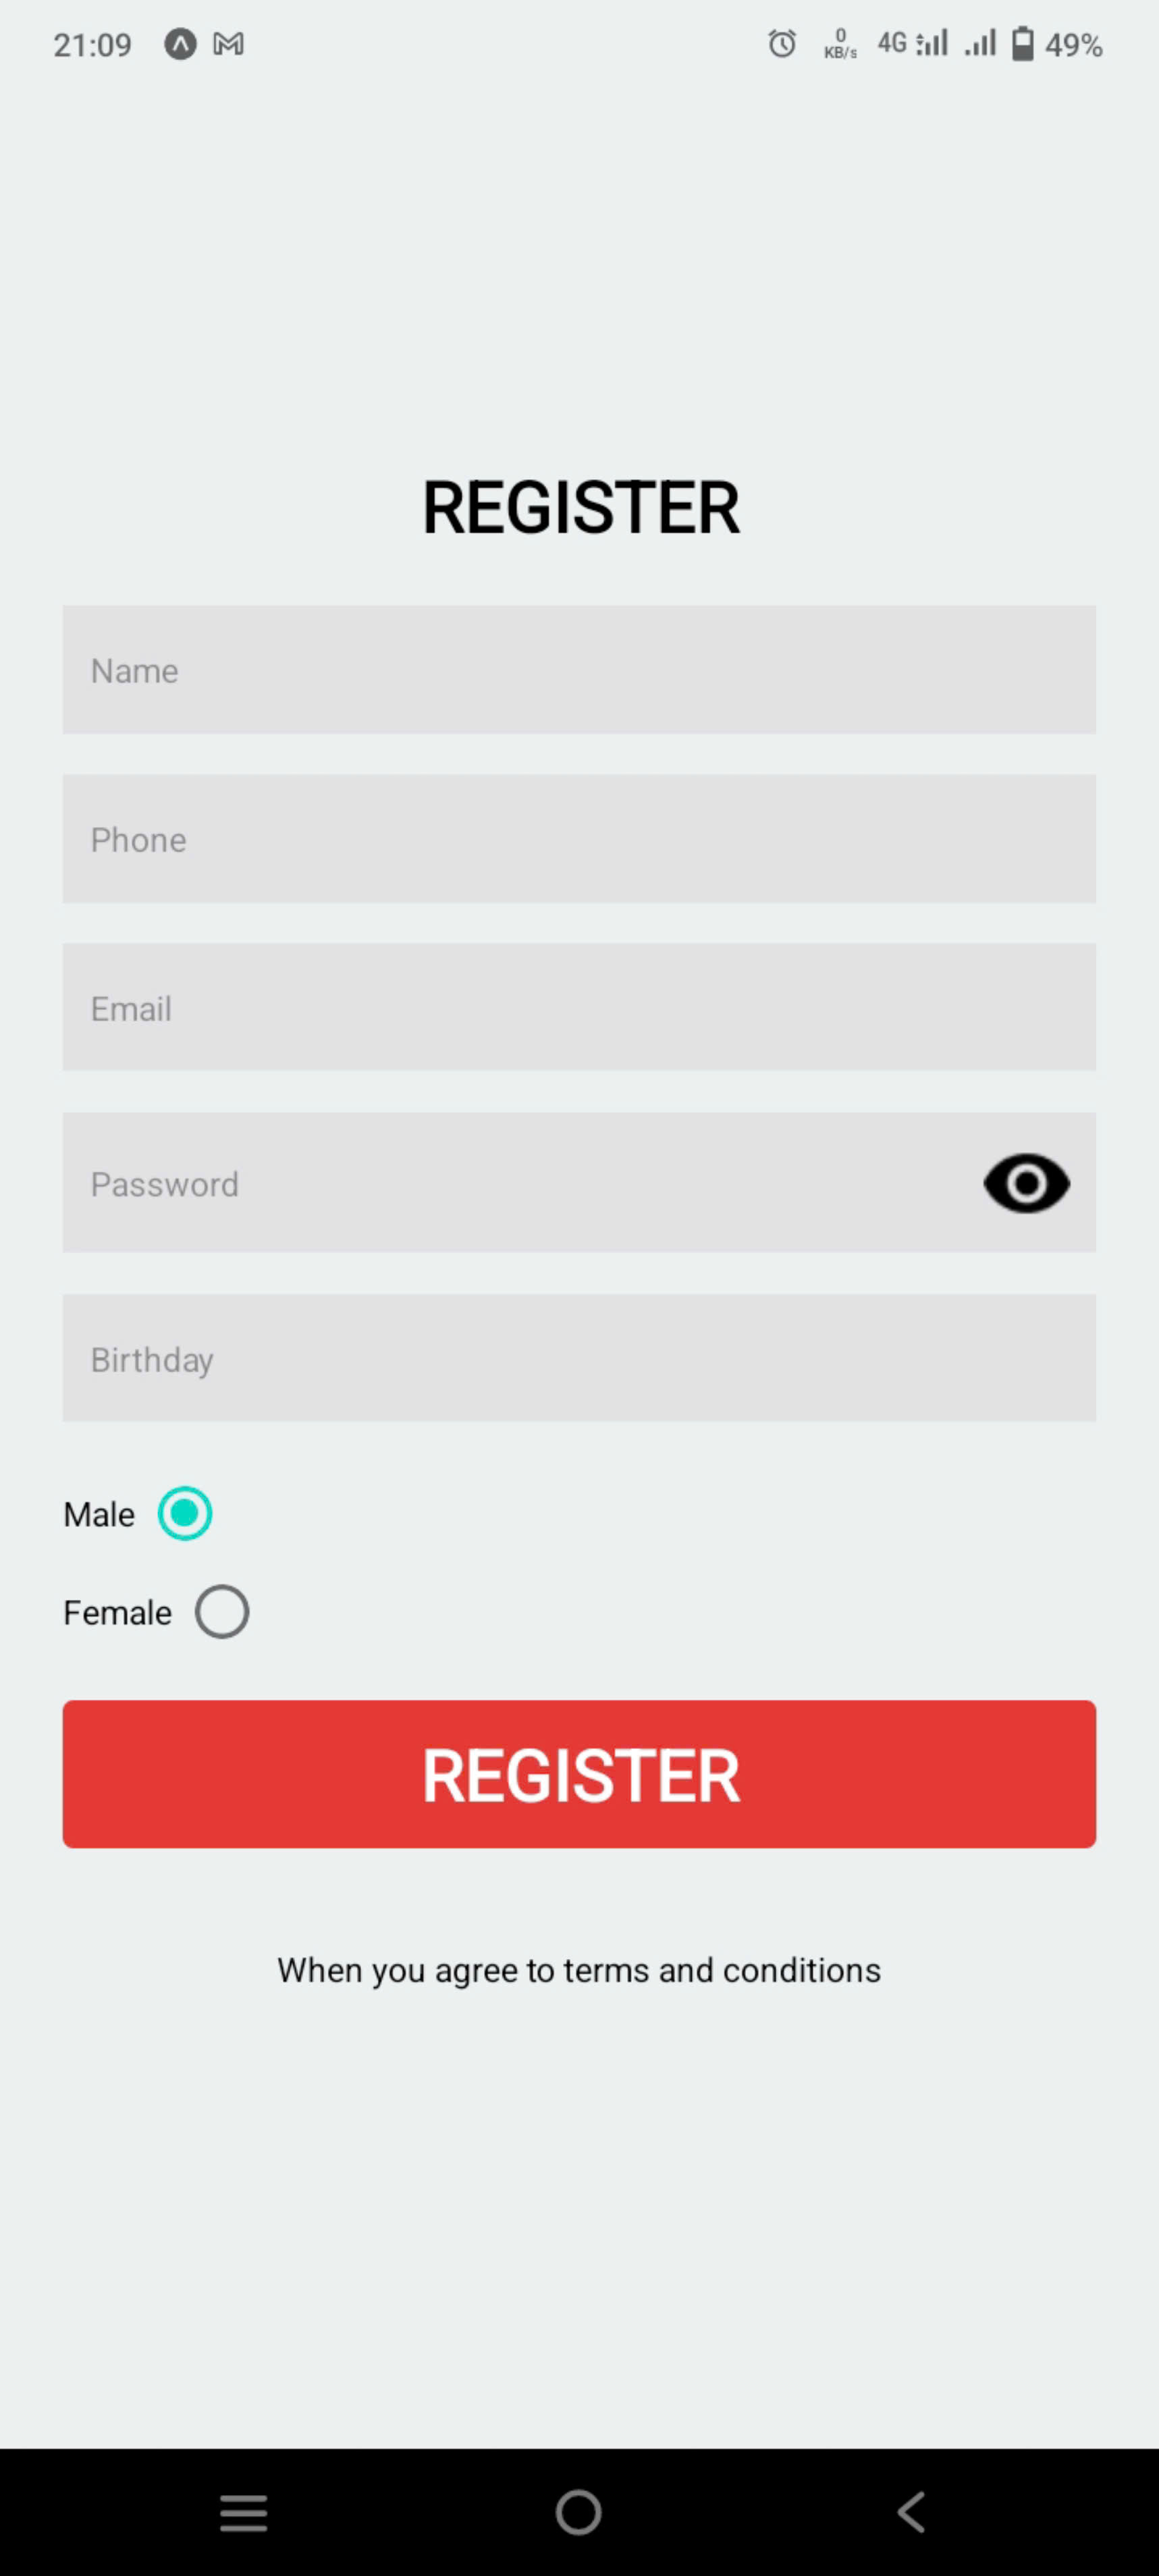 21:09 0 KB/s 4G 49%
REGISTER
Name
Phone
Email
Password
Birthday
Male
Female
REGISTER
When you agree to terms and conditions